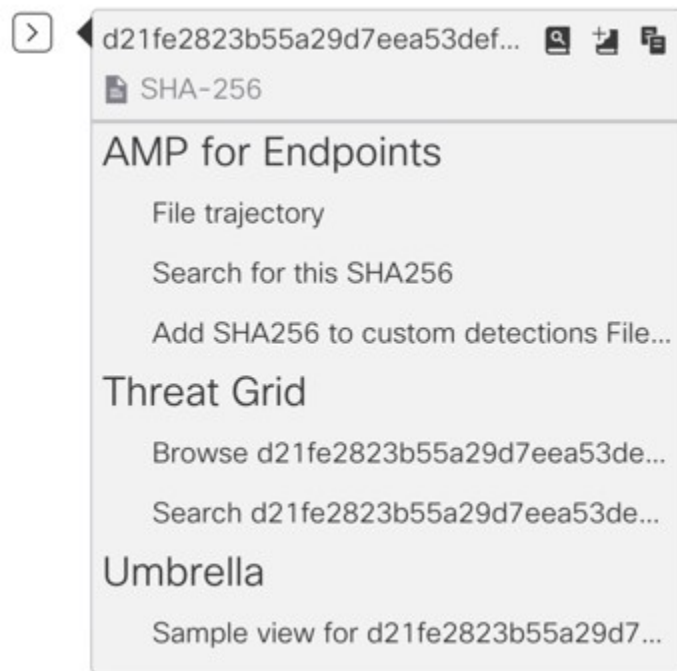 d21fe2823b55a29d7eea53def...
SHA-256
AMP for Endpoints
File trajectory
Search for this SHA256
Add SHA256 to custom detections File...
Threat Grid
Browse d21fe2823b55a29d7eea53de...
Search d21fe2823b55a29d7eea53de...
Umbrella
Sample view for d21fe2823b55a29d7...